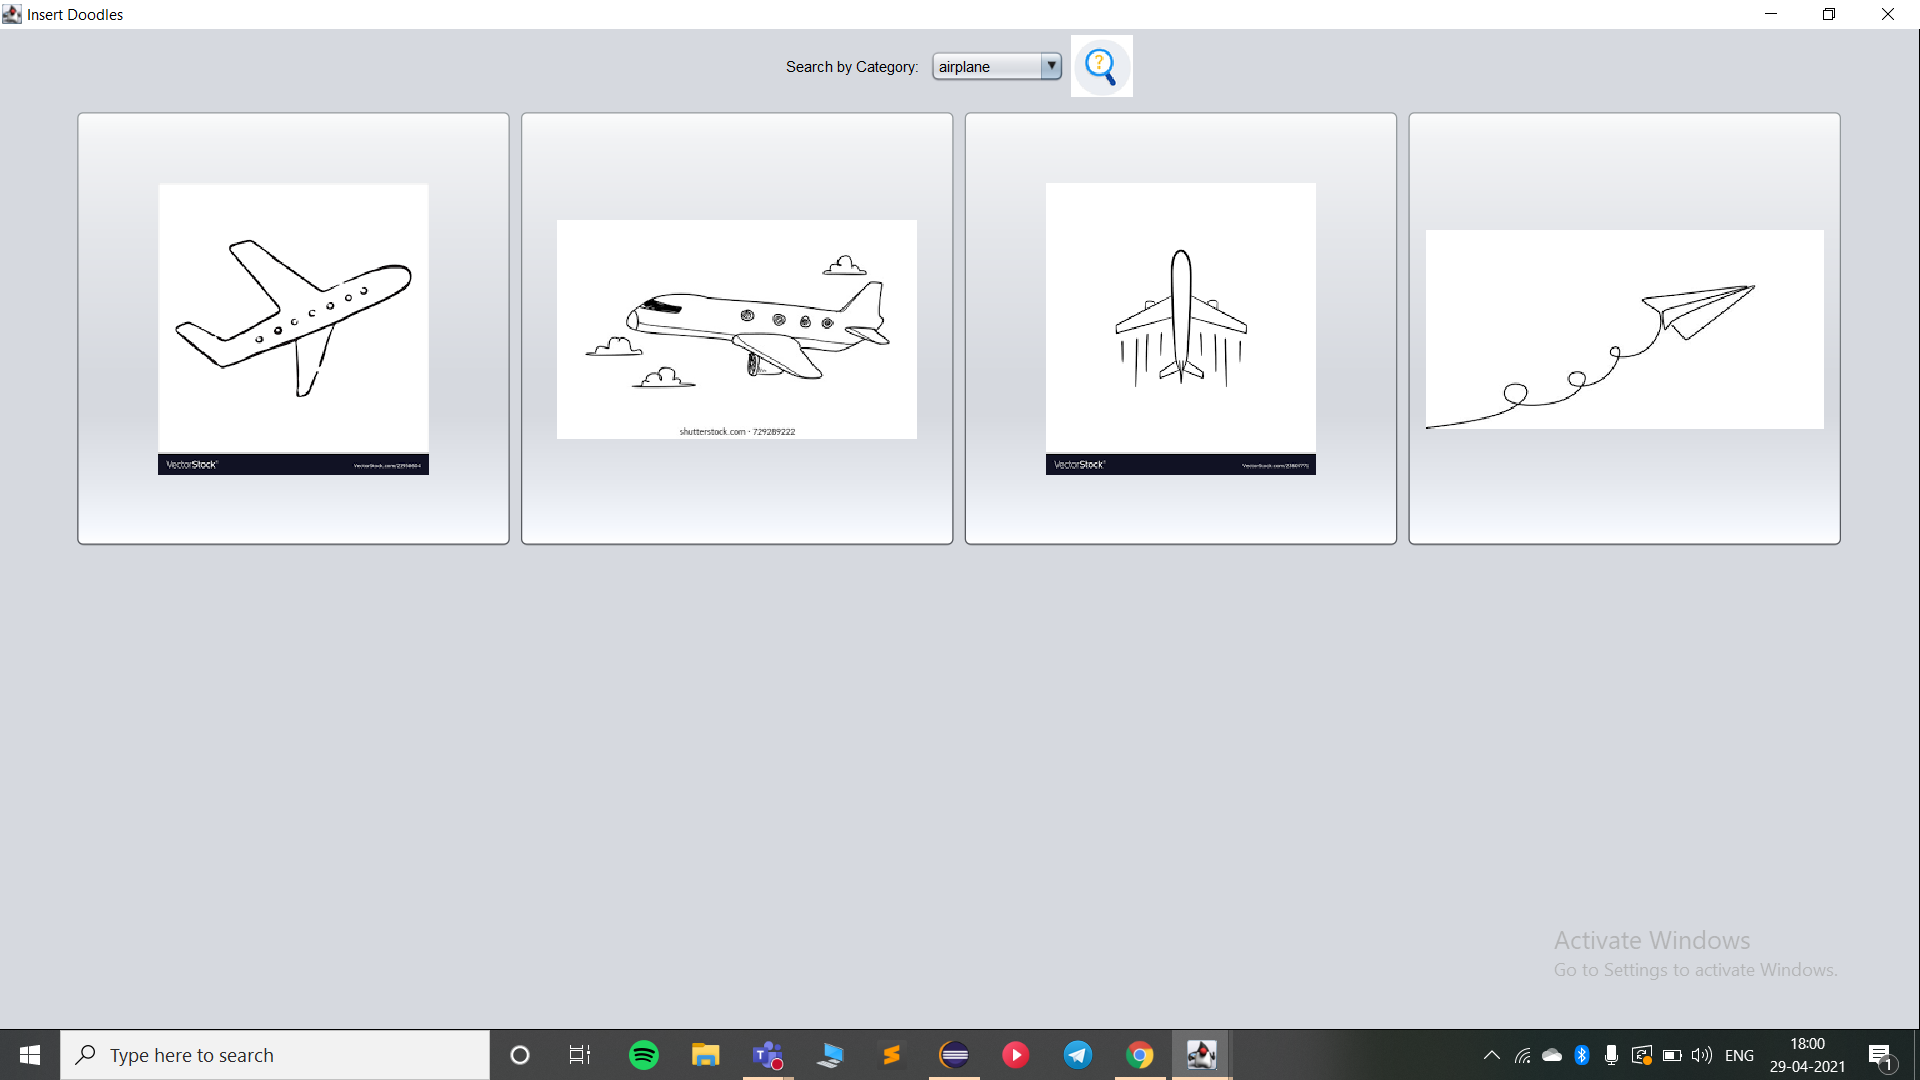 Insert Doodles
Search by Category:
airplane
?
VectorStock
shutterstock.com · 729289222
VectorStock
Activate Windows
Go to Settings to activate Windows.
Type here to search
ENG
18:00
29-04-2021
1